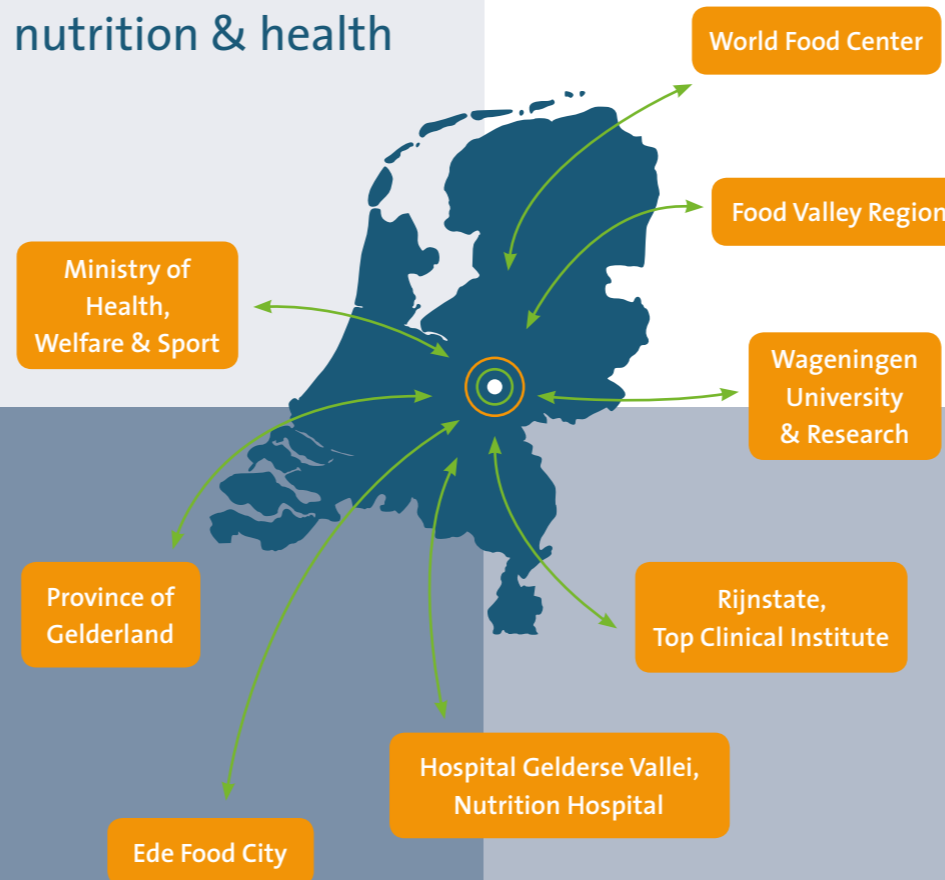 nutrition & health
World Food Center
Food Valley Region
Ministry of
Health,
Welfare & Sport
Wageningen
University
& Research
Province of
Gelderland
Rijnstate,
Top Clinical Institute
Hospital Gelderse Vallei,
Nutrition Hospital
Ede Food City